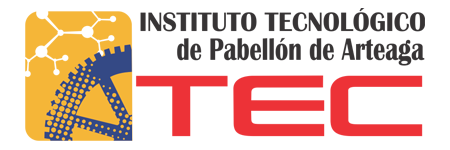 INSTITUTO TECNOLÓGICO
de Pabellón de Arteaga
TEC